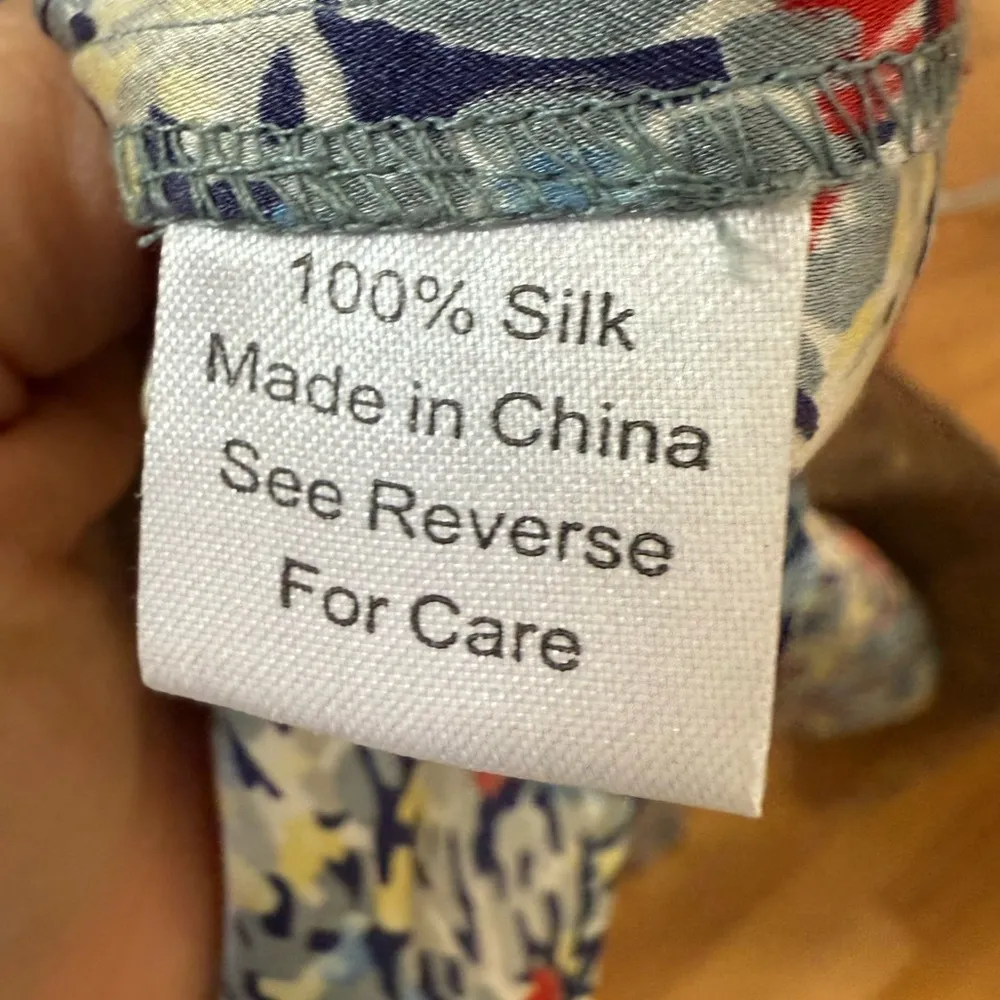 100% Silk
Made in China
See Reverse
For Care